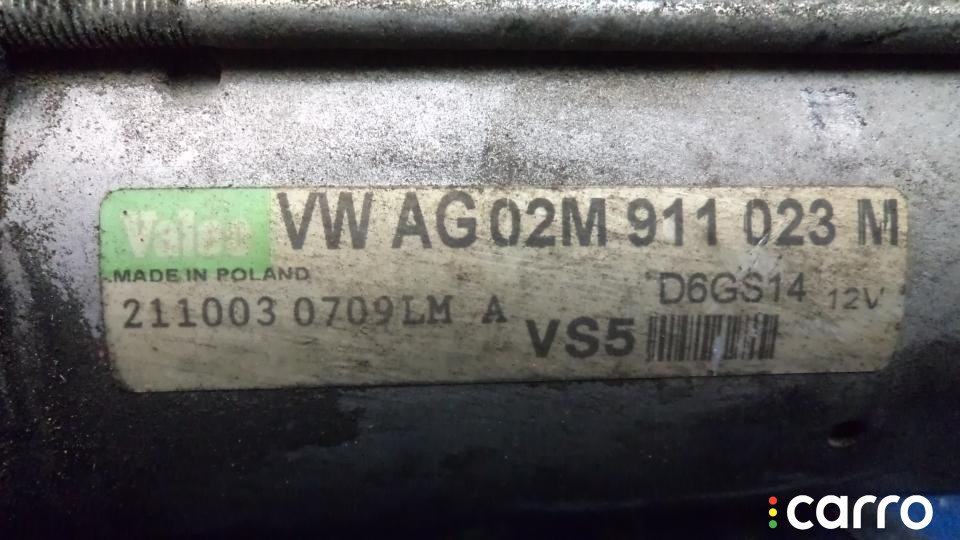 Valeo VW AG 02M 911 023 M
MADE IN POLAND
D6GS14 12V
211003 0709LM A
VS5
carro